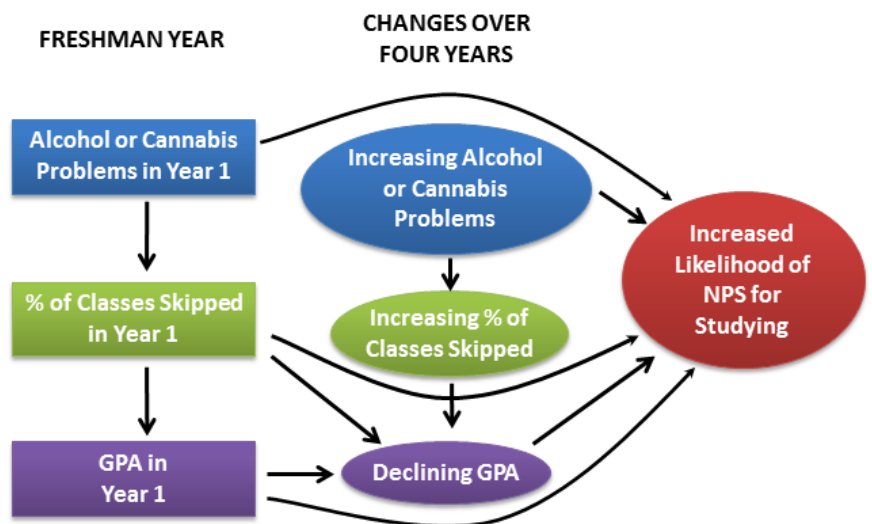 FRESHMAN YEAR
CHANGES OVER
FOUR YEARS
Alcohol or Cannabis
Problems in Year 1
Increasing Alcohol
or Cannabis
Problems
Increased
Likelihood of
NPS for
Studying
% of Classes Skipped
in Year 1
Increasing % of
Classes Skipped
GPA in
Year 1
Declining GPA